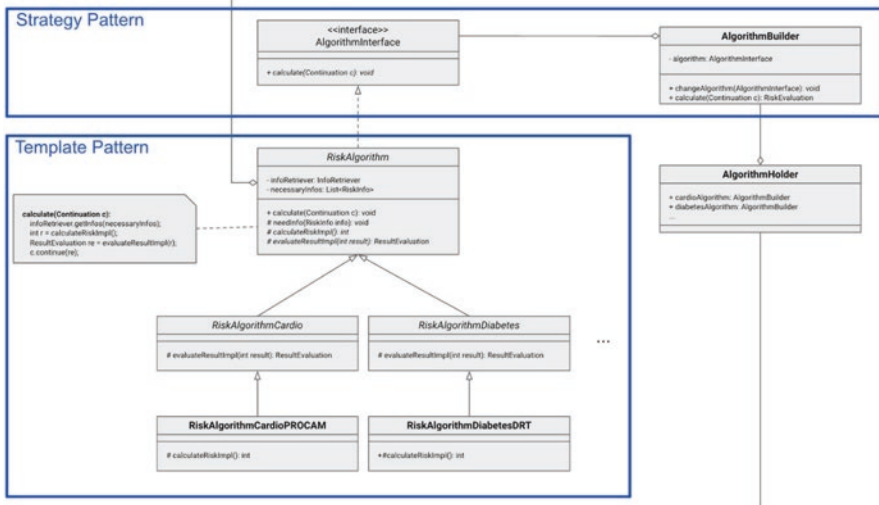 Strategy Pattern
<<interface>>
AlgorithmInterface
+ calculate(Continuation c): void
AlgorithmBuilder
- algorithm: AlgorithmInterface
+ changeAlgorithm(AlgorithmInterface): void
+ calculate(Continuation c): RiskEvaluation
Template Pattern
RiskAlgorithm
- infoRetriever: InfoRetriever
- necessaryInfos: List<RiskInfo>
+ calculate(Continuation c): void
# needInfo(RiskInfo info): void
# calculateRiskImpl(): int
# evaluateResultImpl(int result): ResultEvaluation
calculate(Continuation c):
infoRetriever.getInfos(necessaryInfos);
int r = calculateRiskImpl();
ResultEvaluation re = evaluateResultImpl(r);
c.continue(re);
AlgorithmHolder
+ cardioAlgorithm: AlgorithmBuilder
+ diabetesAlgorithm: AlgorithmBuilder
...
RiskAlgorithmCardio
# evaluateResultImpl(int result): ResultEvaluation
RiskAlgorithmDiabetes
# evaluateResultImpl(int result): ResultEvaluation
...
RiskAlgorithmCardioPROCAM
# calculateRiskImpl(): int
RiskAlgorithmDiabetesDRT
+#calculateRiskImpl(): int